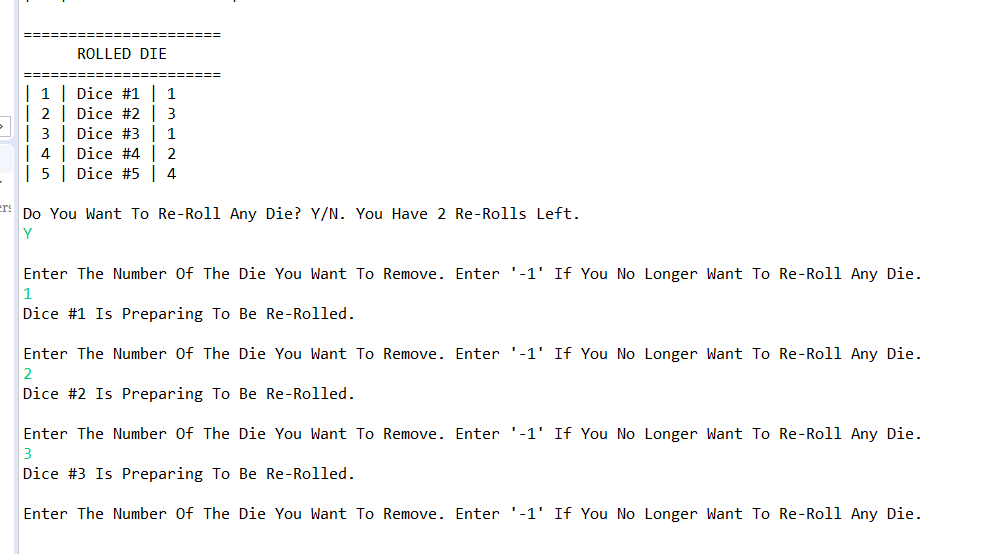 ======================
ROLLED DIE
======================
| 1 | Dice #1 | 1
| 2 | Dice #2 | 3
| 3 | Dice #3 | 1
| 4 | Dice #4 | 2
| 5 | Dice #5 | 4
Do You Want To Re-Roll Any Die? Y/N. You Have 2 Re-Rolls Left.
Y
Enter The Number Of The Die You Want To Remove. Enter '-1' If You No Longer Want To Re-Roll Any Die.
1
Dice #1 Is Preparing To Be Re-Rolled.
Enter The Number Of The Die You Want To Remove. Enter '-1' If You No Longer Want To Re-Roll Any Die.
2
Dice #2 Is Preparing To Be Re-Rolled.
Enter The Number Of The Die You Want To Remove. Enter '-1' If You No Longer Want To Re-Roll Any Die.
3
Dice #3 Is Preparing To Be Re-Rolled.
Enter The Number Of The Die You Want To Remove. Enter '-1' If You No Longer Want To Re-Roll Any Die.